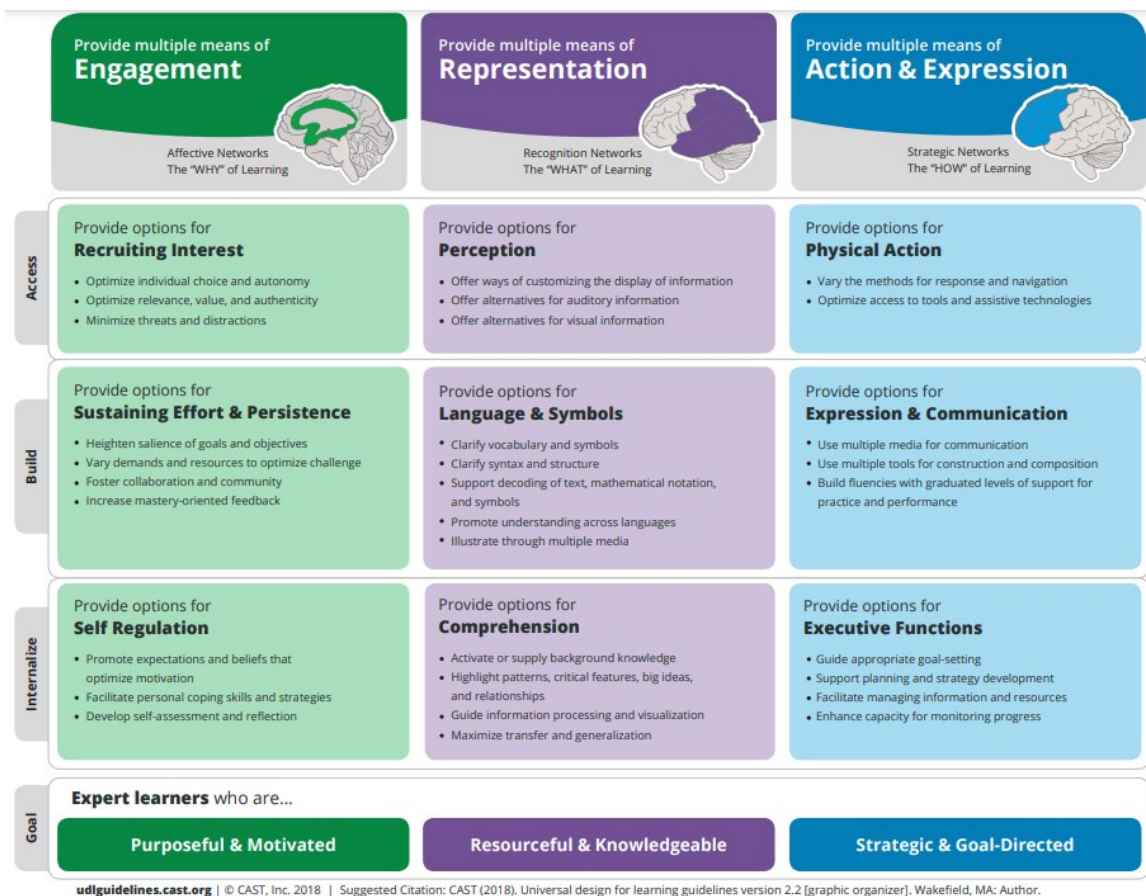 Provide multiple means of
Engagement
Affective Networks
The "WHY" of Learning
Provide multiple means of
Representation
Recognition Networks
The "WHAT" of Learning
Provide multiple means of
Action & Expression
Strategic Networks
The "HOW" of Learning
Access
Provide options for
Recruiting Interest
• Optimize individual choice and autonomy
• Optimize relevance, value, and authenticity
• Minimize threats and distractions
Provide options for
Perception
• Offer ways of customizing the display of information
• Offer alternatives for auditory information
• Offer alternatives for visual information
Provide options for
Physical Action
• Vary the methods for response and navigation
• Optimize access to tools and assistive technologies
Build
Provide options for
Sustaining Effort & Persistence
• Heighten salience of goals and objectives
• Vary demands and resources to optimize challenge
• Foster collaboration and community
• Increase mastery-oriented feedback
Provide options for
Language & Symbols
• Clarify vocabulary and symbols
• Clarify syntax and structure
• Support decoding of text, mathematical notation,
and symbols
• Promote understanding across languages
• Illustrate through multiple media
Provide options for
Expression & Communication
• Use multiple media for communication
• Use multiple tools for construction and composition
• Build fluencies with graduated levels of support for
practice and performance
Internalize
Provide options for
Self Regulation
• Promote expectations and beliefs that
optimize motivation
• Facilitate personal coping skills and strategies
• Develop self-assessment and reflection
Provide options for
Comprehension
• Activate or supply background knowledge
• Highlight patterns, critical features, big ideas,
and relationships
• Guide information processing and visualization
• Maximize transfer and generalization
Provide options for
Executive Functions
• Guide appropriate goal-setting
• Support planning and strategy development
• Facilitate managing information and resources
• Enhance capacity for monitoring progress
Goal
Expert learners who are...
Purposeful & Motivated
Resourceful & Knowledgeable
Strategic & Goal-Directed
udlguidelines.cast.org | © CAST, Inc. 2018 | Suggested Citation: CAST (2018). Universal design for learning guidelines version 2.2 [graphic organizer]. Wakefield, MA: Author.